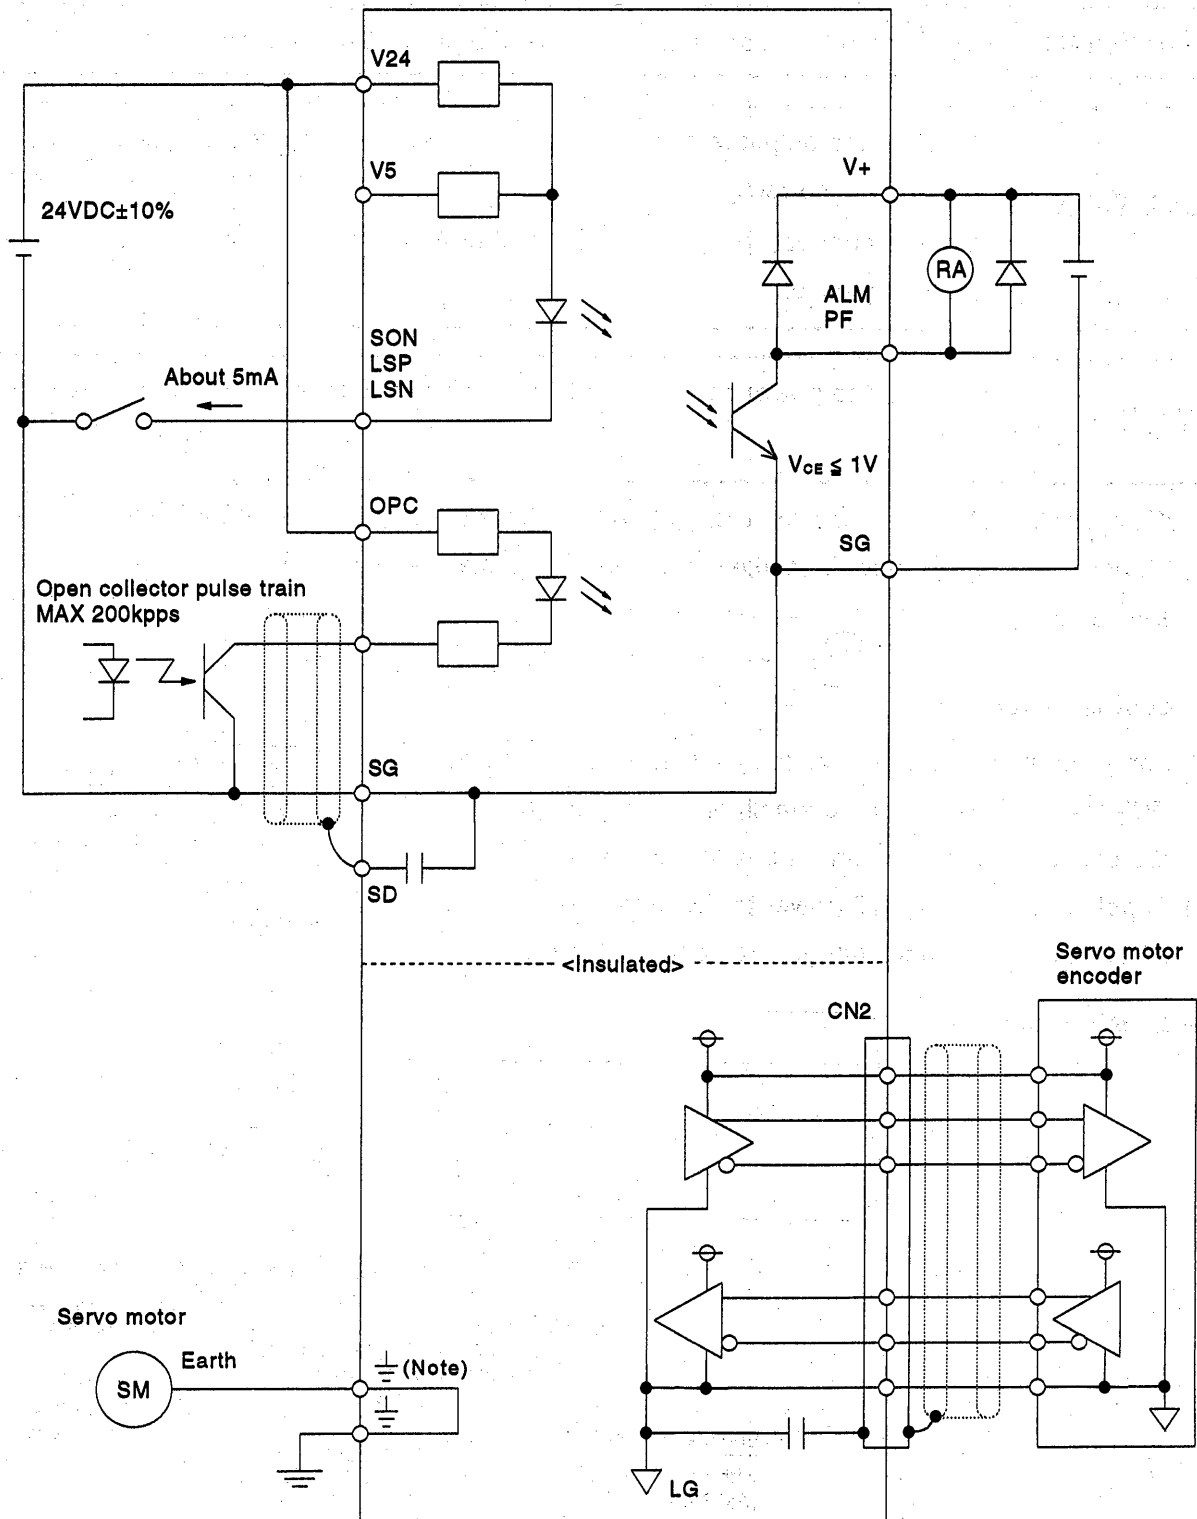 V24
V5
24VDC±10%
V+
RA
ALM
PF
SON
LSP
LSN
About 5mA
VCE ≦ 1V
OPC
SG
Open collector pulse train
MAX 200kpps
SG
SD
<Insulated>
Servo motor
encoder
CN2
Servo motor
Earth
(Note)
SM
LG